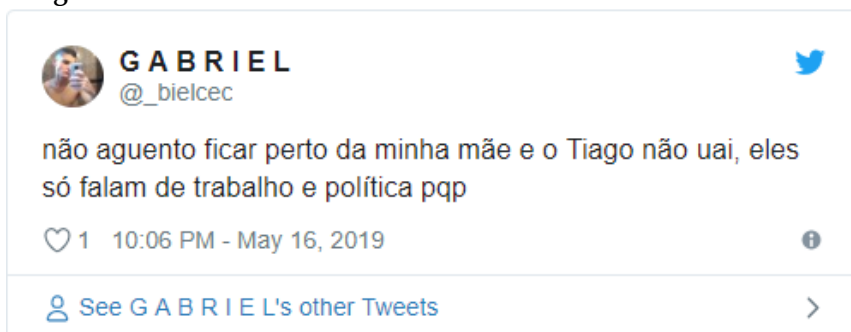 G A B R I E L
@_bielcec
não aguento ficar perto da minha mãe e o Tiago não uai, eles
só falam de trabalho e política pqp
1 10:06 PM - May 16, 2019
See G A B R I E L's other Tweets